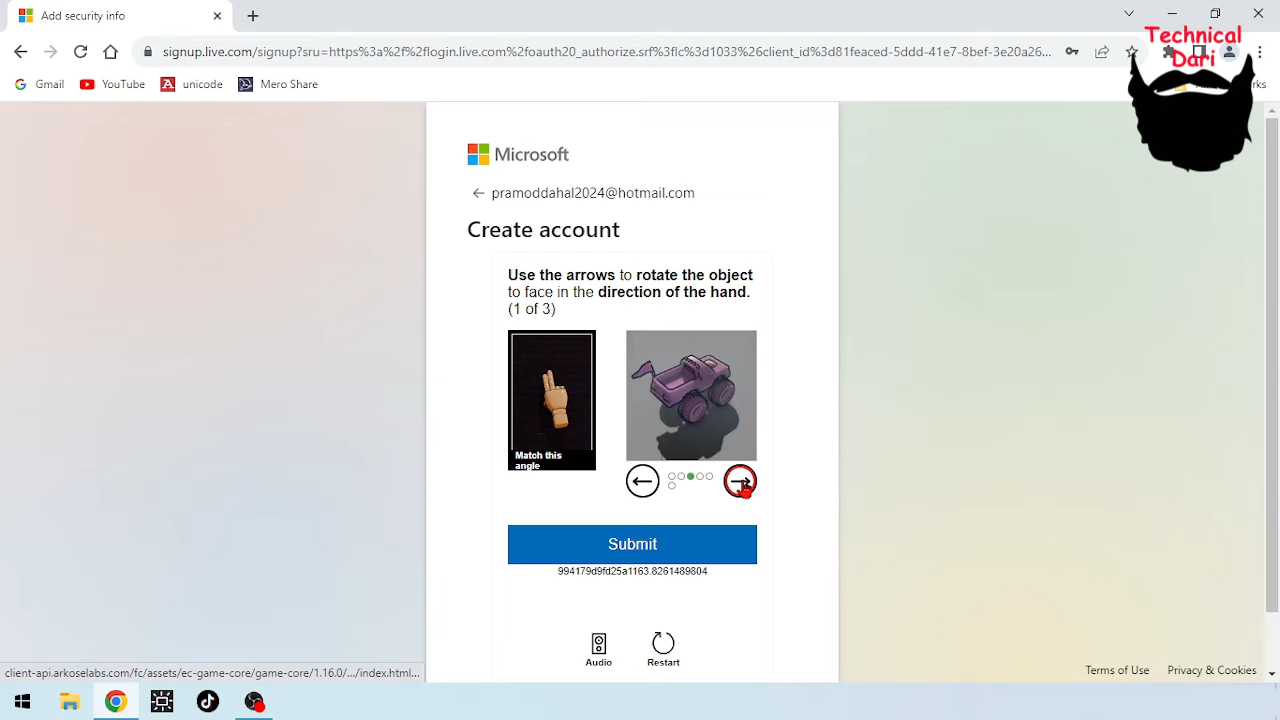 Add security info
Technical
Dari
signup.live.com/signup?sru=https%3a%2f%2flogin.live.com%2foauth20_authorize.srf%3flc%3d1033%26client_id%3d81feaced-5ddd-41e7-8bef-3e20a26...
Gmail
YouTube
unicode
Mero Share
Microsoft
pramoddahal2024@hotmail.com
Create account
Use the arrows to rotate the object
to face in the direction of the hand.
(1 of 3)
Match this
angle
Submit
994179d9fd25a1163.8261489804
Audio
Restart
client-api.arkoselabs.com/fc/assets/ec-game-core/game-core/1.16.0/.../index.html...
Terms of Use
Privacy & Cookies